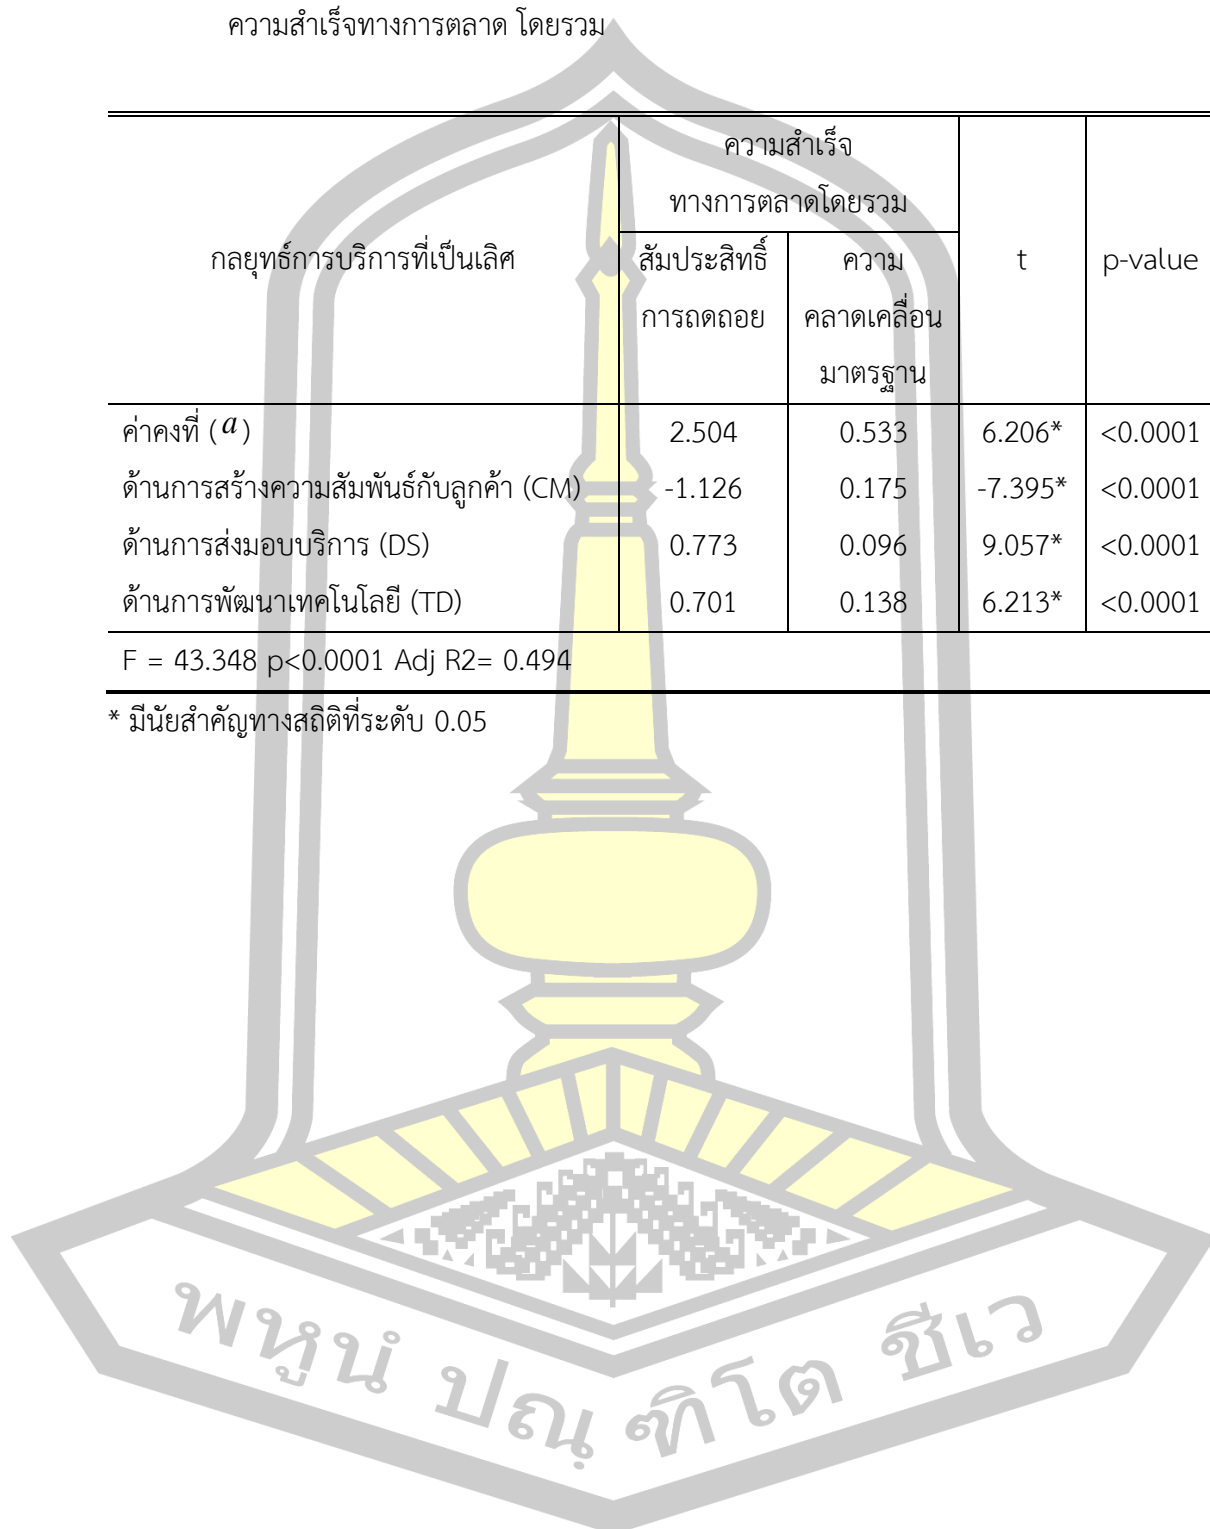 ความสำเร็จทางการตลาด โดยรวม
กลยุทธ์การบริการที่เป็นเลิศ
ความสำเร็จ
ทางการตลาดโดยรวม
t
p-value
สัมประสิทธิ์
การถดถอย
ความ
คลาดเคลื่อน
มาตรฐาน
ค่าคงที่ (a) 2.504 0.533 6.206* <0.0001
ด้านการสร้างความสัมพันธ์กับลูกค้า (CM) -1.126 0.175 -7.395* <0.0001
ด้านการส่งมอบบริการ (DS) 0.773 0.096 9.057* <0.0001
ด้านการพัฒนาเทคโนโลยี (TD) 0.701 0.138 6.213* <0.0001
F = 43.348 p<0.0001 Adj R2= 0.494
* มีนัยสำคัญทางสถิติที่ระดับ 0.05
พหูนํ ปณฺฑิโต ชีเว